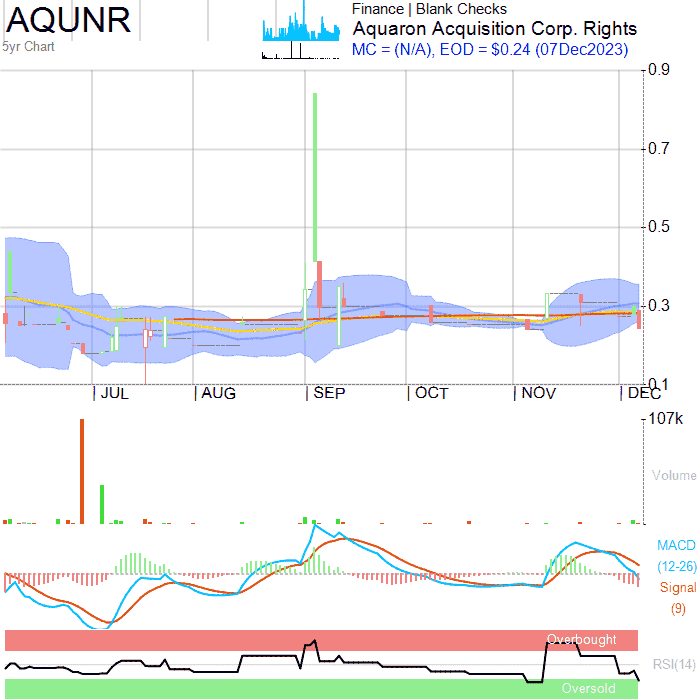 AQUNR
5yr Chart
Finance | Blank Checks
Aquaron Acquisition Corp. Rights
MC = (N/A), EOD = $0.24 (07Dec2023)
0.9
0.7
0.5
0.3
0.1
JUL
AUG
SEP
OCT
NOV
DEC
107k
Volume
MACD
(12-26)
Signal
(9)
Overbought
RSI(14)
Oversold